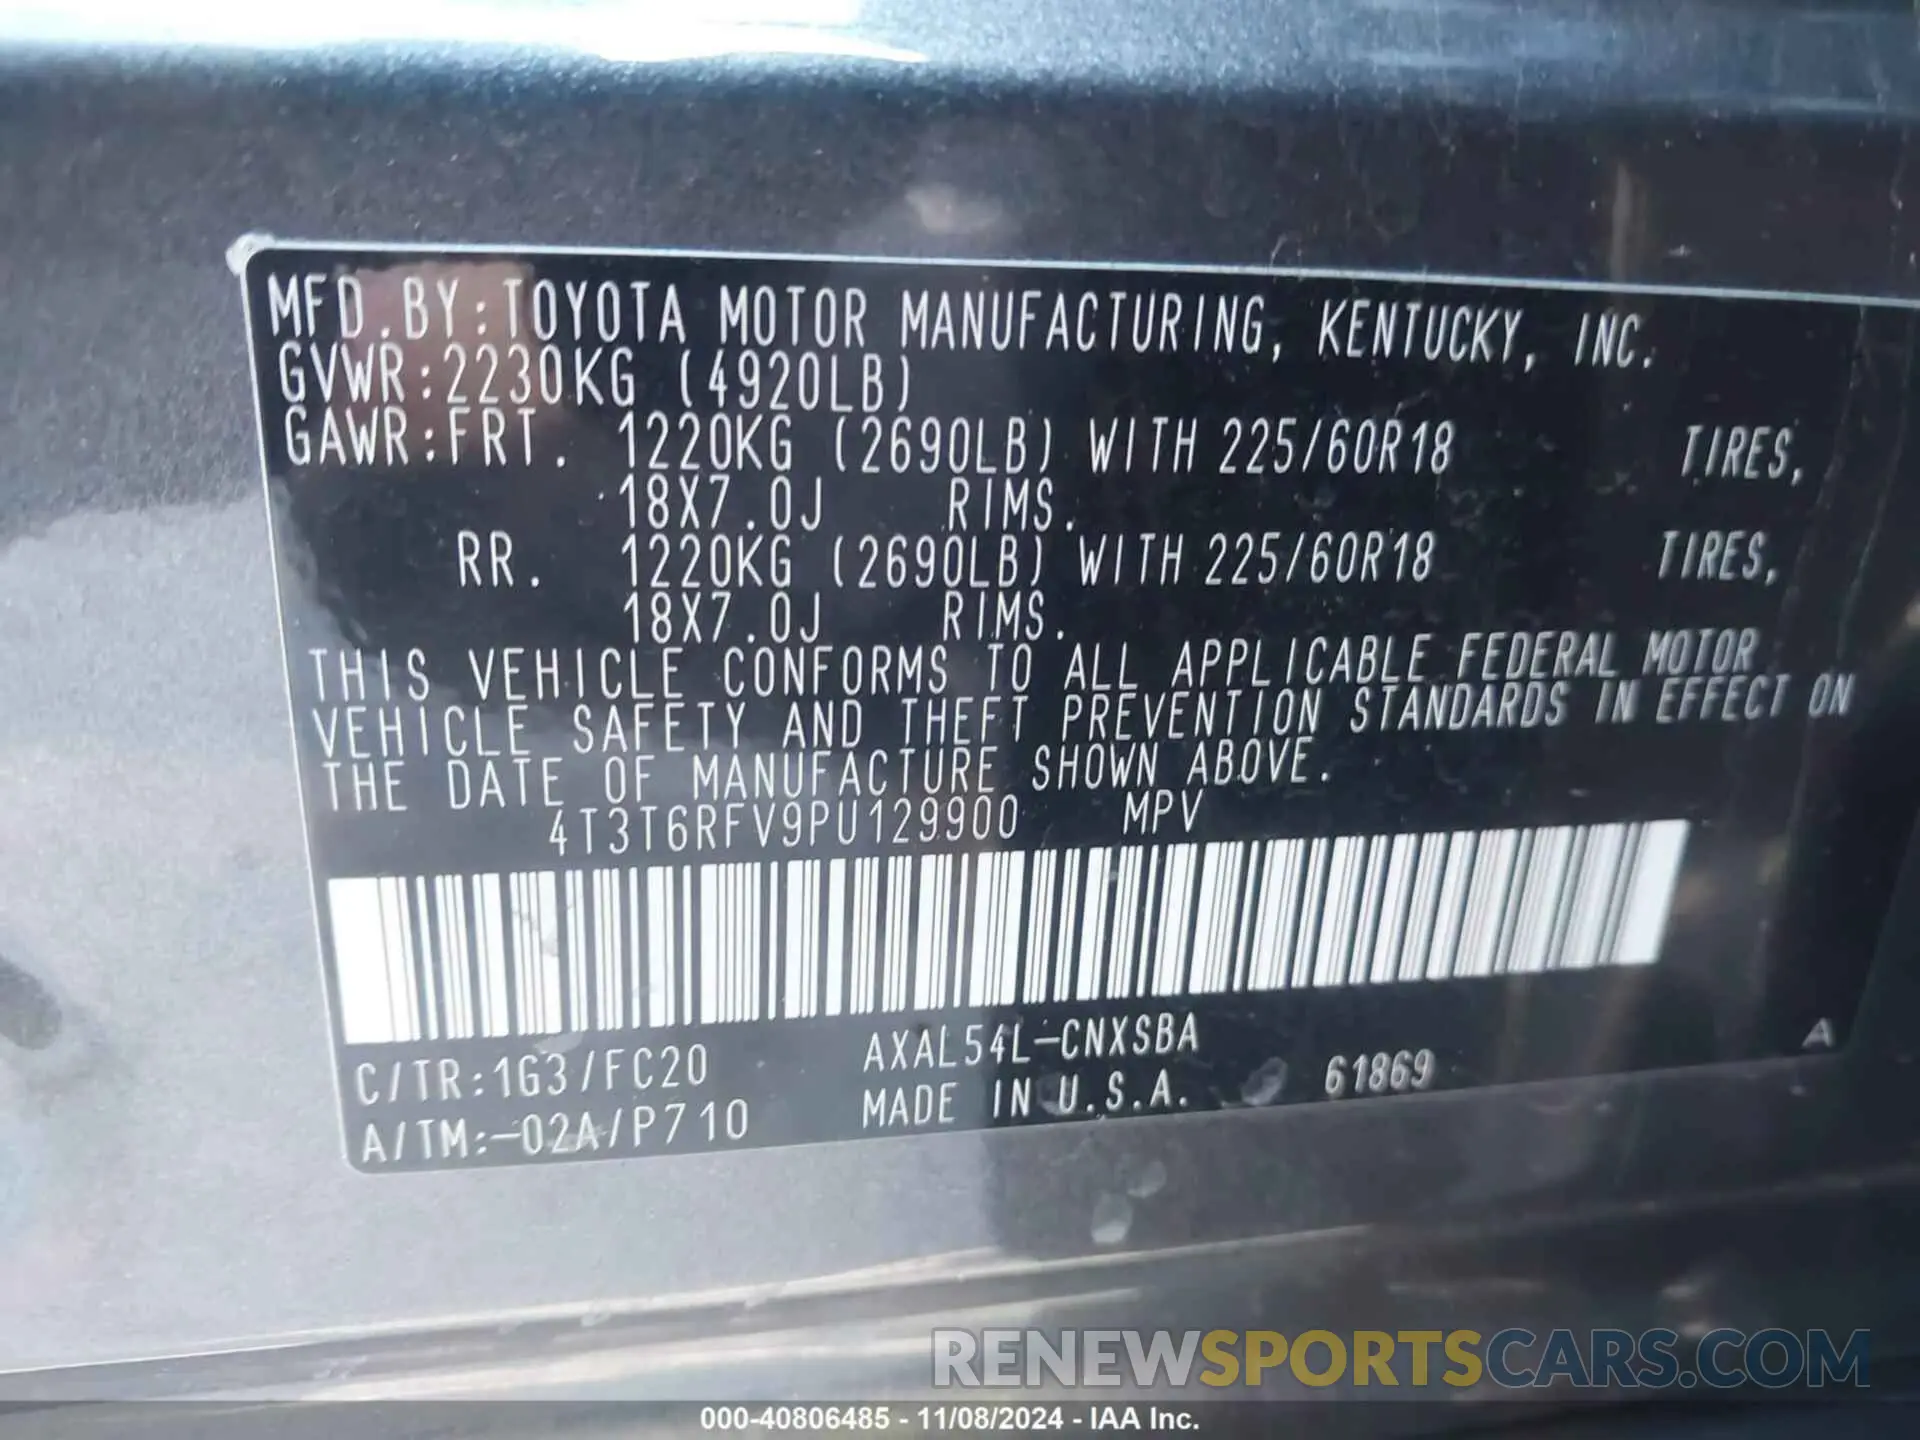 MFD.BY:TOYOTA MOTOR MANUFACTURING, KENTUCKY, INC.
GVWR:2230KG (4920LB)
GAWR:FRT. 1220KG (2690LB) WITH 225/60R18 TIRES,
18X7.0J RIMS.
RR. 1220KG (2690LB) WITH 225/60R18 TIRES,
18X7.0J RIMS.
THIS VEHICLE CONFORMS TO ALL APPLICABLE FEDERAL MOTOR
VEHICLE SAFETY AND THEFT PREVENTION STANDARDS IN EFFECT ON
THE DATE OF MANUFACTURE SHOWN ABOVE.
4T3T6RFV9PU129900 MPV
C/TR:1G3/FC20 AXAL54L-CNXSBA
A/TM:-02A/P710 MADE IN U.S.A. 61869 A
RENEWSPORTSCARS.COM
000-40806485 - 11/08/2024 - IAA Inc.